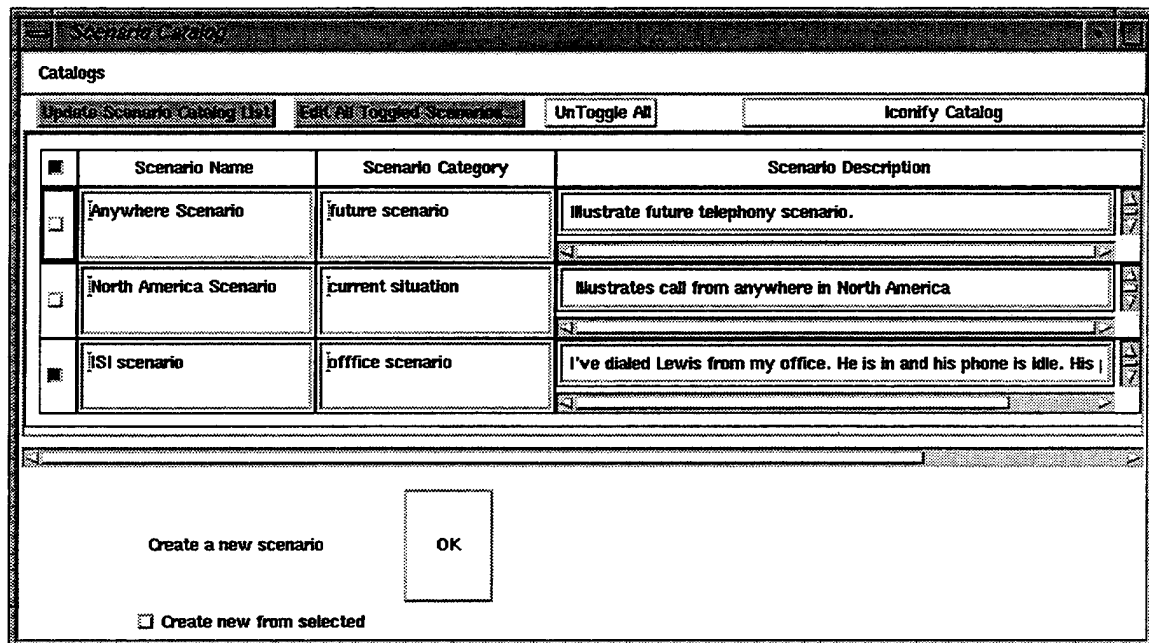 Scenario Catalog
Catalogs
Update Scenario Catalog List Edit All Toggled Scenarios... UnToggle All Iconify Catalog
Scenario Name Scenario Category Scenario Description
Anywhere Scenario future scenario Illustrate future telephony scenario.
North America Scenario current situation Illustrates call from anywhere in North America
ISI scenario offfice scenario I've dialed Lewis from my office. He is in and his phone is idle. His
Create a new scenario OK
Create new from selected